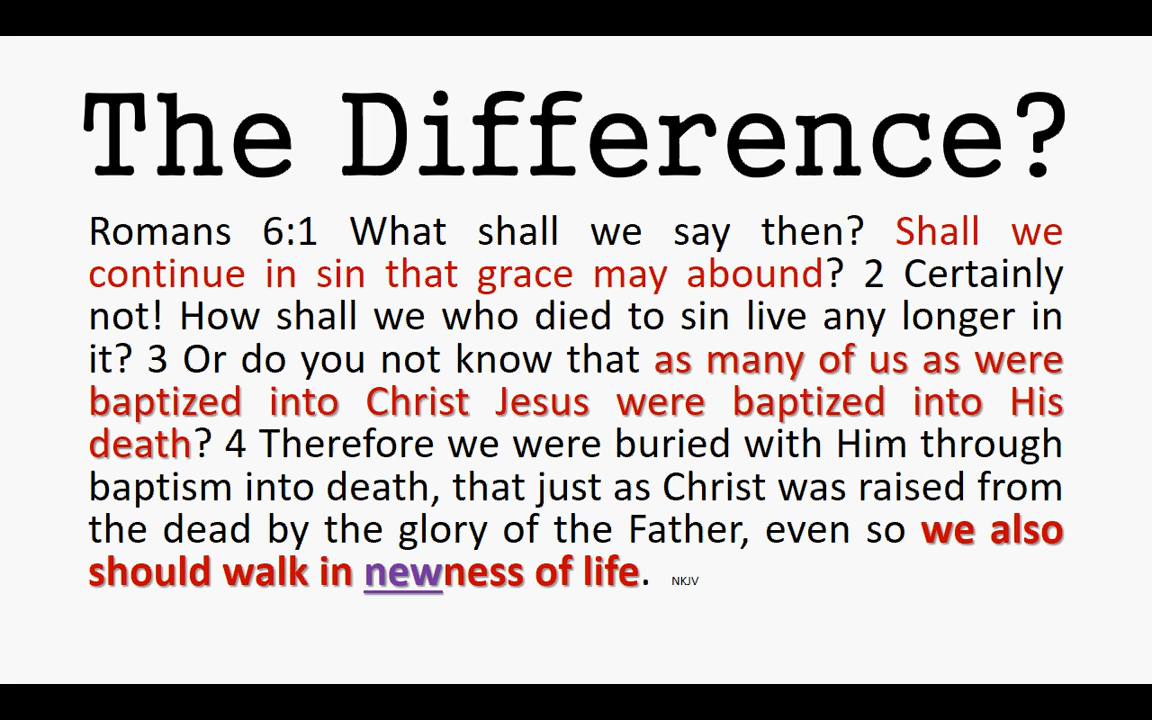 The Difference?
Romans 6:1 What shall we say then? Shall we
continue in sin that grace may abound? 2 Certainly
not! How shall we who died to sin live any longer in
it? 3 Or do you not know that as many of us as were
baptized into Christ Jesus were baptized into His
death? 4 Therefore we were buried with Him through
baptism into death, that just as Christ was raised from
the dead by the glory of the Father, even so we also
should walk in newness of life. NKJV